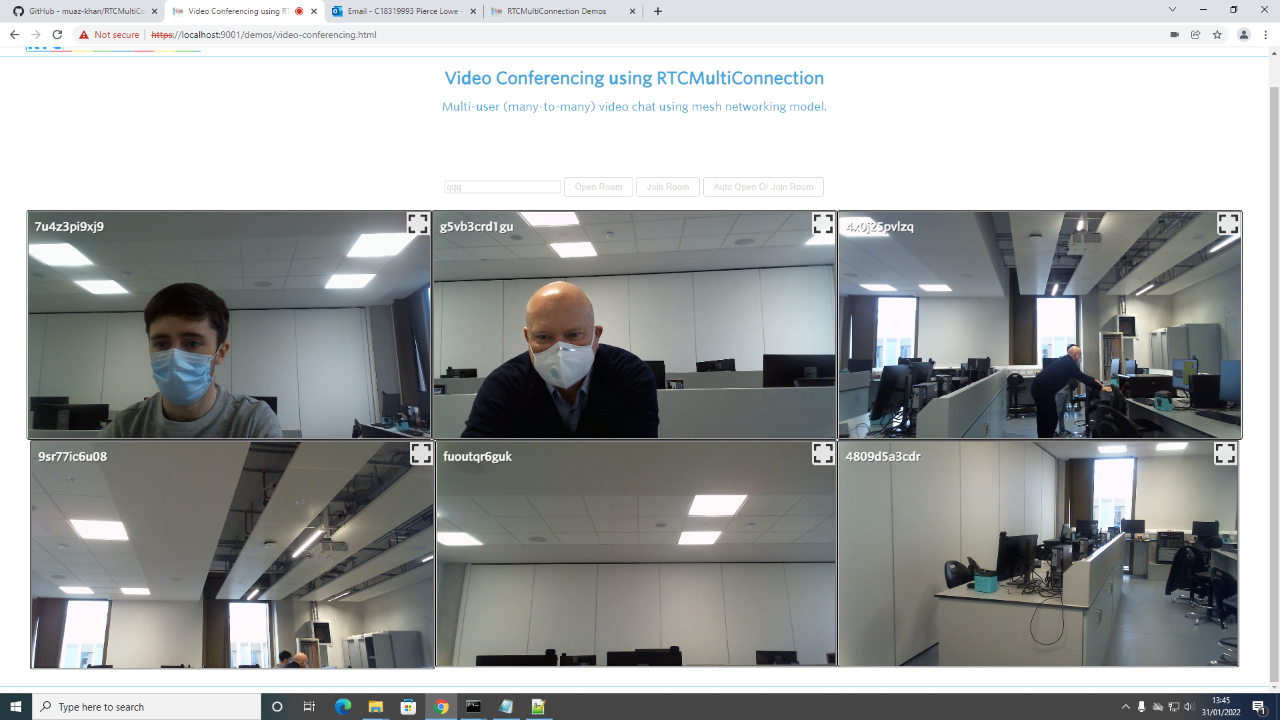 GitHub - muaz-khan/RTCMultiCo
Video Conferencing using RT
Email - C18319993 Pierce Lowe -
RTCMultiConnection Demos
Not secure
https://localhost:9001/demos/video-conferencing.html
RTC
Video Conferencing using RTCMultiConnection
Multi-user (many-to-many) video chat using mesh networking model.
gqq
Open Room
Join Room
Auto Open Or Join Room
7u4z3pi9xj9
g5vb3crd1gu
4x0j25pvlzq
9sr77ic6u08
fuoutqr6guk
4809d5a3cdr
Type here to search
13:45
31/01/2022
1